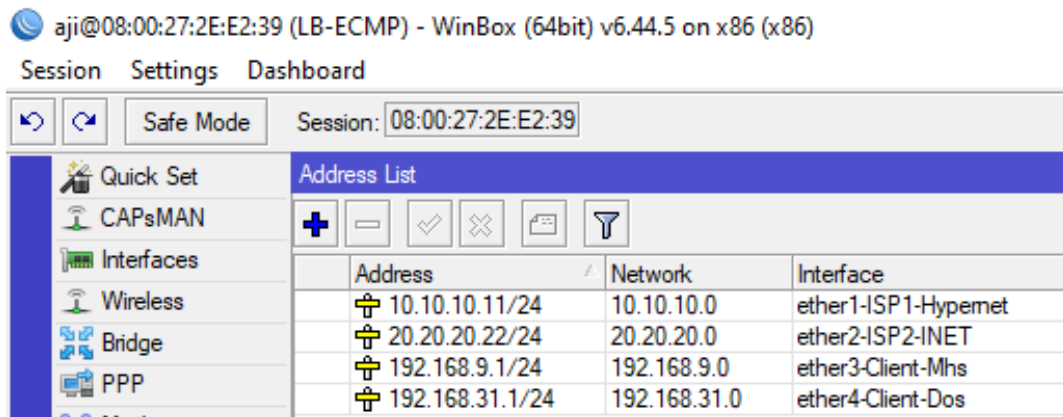 aji@08:00:27:2E:E2:39 (LB-ECMP) - WinBox (64bit) v6.44.5 on x86 (x86)
Session Settings Dashboard
Safe Mode Session: 08:00:27:2E:E2:39
Quick Set
CAPsMAN
Interfaces
Wireless
Bridge
PPP
Address List
Address Network Interface
10.10.10.11/24 10.10.10.0 ether1-ISP1-Hypernet
20.20.20.22/24 20.20.20.0 ether2-ISP2-INET
192.168.9.1/24 192.168.9.0 ether3-Client-Mhs
192.168.31.1/24 192.168.31.0 ether4-Client-Dos